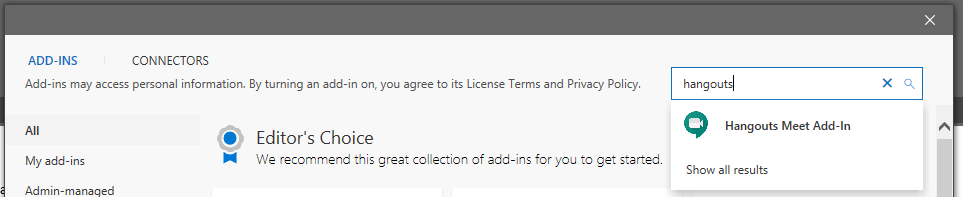 ADD-INS CONNECTORS
Add-ins may access personal information. By turning an add-in on, you agree to its License Terms and Privacy Policy.
hangouts
Hangouts Meet Add-In
Show all results
All
My add-ins
Admin-managed
Editor's Choice
We recommend this great collection of add-ins for you to get started.